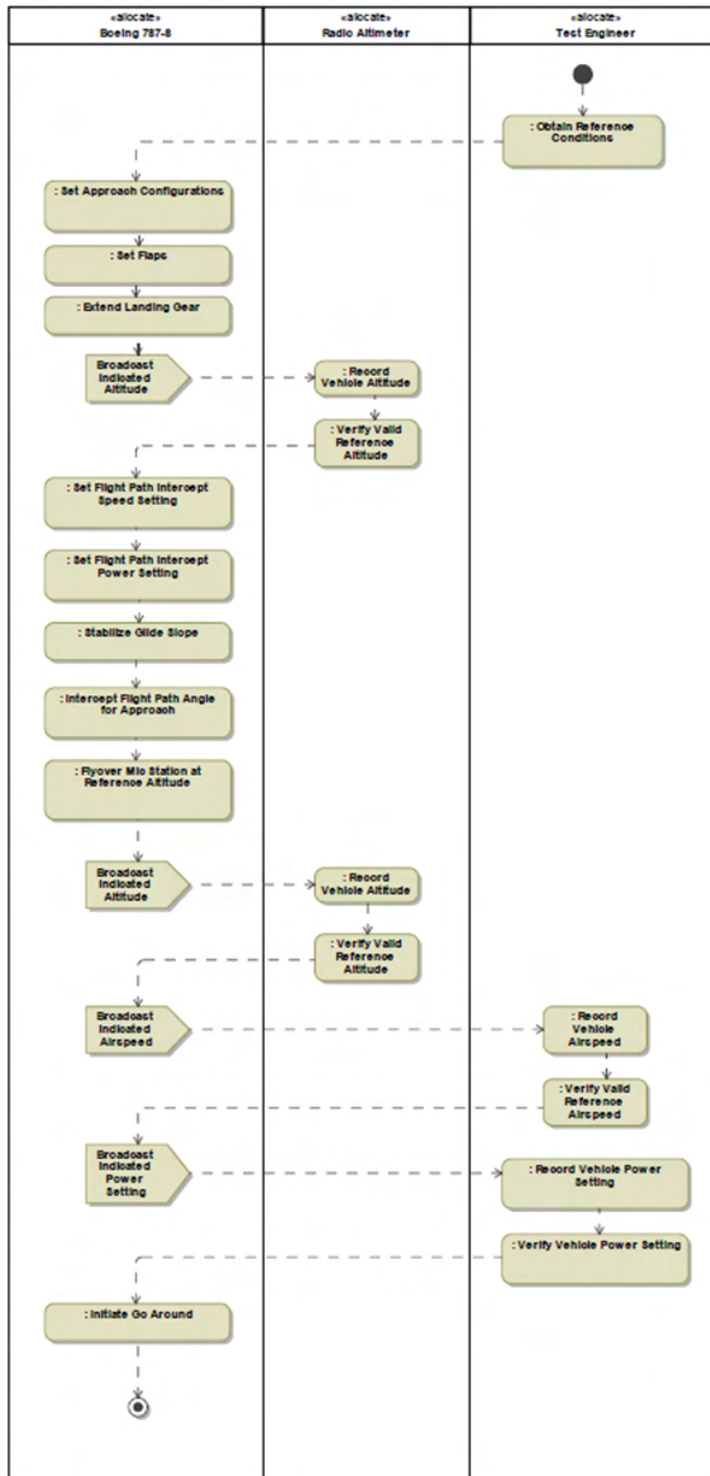 «allocate»
Boeing 787-8
«allocate»
Radio Altimeter
«allocate»
Test Engineer
: Obtain Reference
Conditions
: Set Approach Configurations
: Set Flaps
: Extend Landing Gear
Broadcast
Indicated
Altitude
: Record
Vehicle Altitude
: Verify Valid
Reference
Altitude
: Set Flight Path Intercept
Speed Setting
: Set Flight Path Intercept
Power Setting
: Stabilize Glide Slope
: Intercept Flight Path Angle
for Approach
: Flyover Mic Station at
Reference Altitude
Broadcast
Indicated
Altitude
: Record
Vehicle Altitude
: Verify Valid
Reference
Altitude
Broadcast
Indicated
Airspeed
: Record
Vehicle
Airspeed
: Verify Valid
Reference
Airspeed
Broadcast
Indicated
Power
Setting
: Record Vehicle Power
Setting
: Verify Vehicle Power Setting
: Initiate Go Around